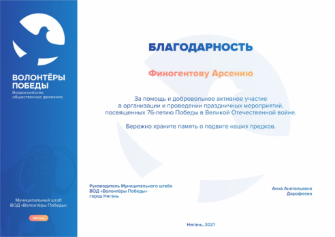 ВОЛОНТЁРЫ
ПОБЕДЫ
Всероссийское
общественное движение
Муниципальный штаб
ВОД «Волонтёры Победы»
БЛАГОДАРНОСТЬ
Финогентову Арсению
За помощь и добровольное активное участие
в организации и проведении праздничных мероприятий,
посвященных 76-летию Победы в Великой Отечественной войне.
Бережно храните память о подвиге наших предков.
Руководитель Муниципального штаба
ВОД «Волонтёры Победы»
город Нягань
Анна Анатольевна
Дорофеева
Нягань, 2021